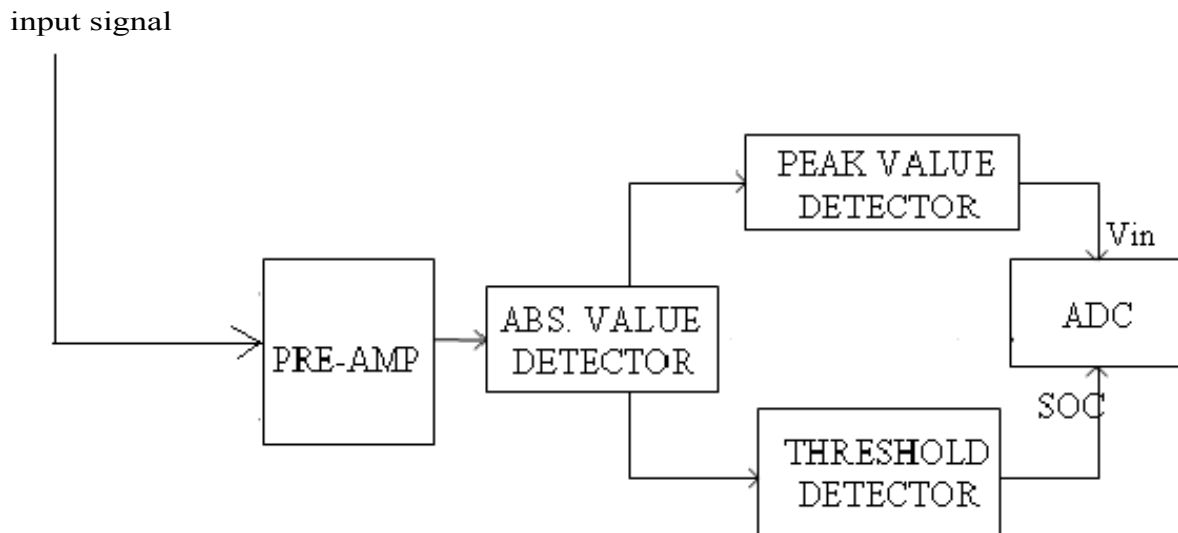 input signal
PEAK VALUE
DETECTOR
Vin
ABS. VALUE
DETECTOR
ADC
PRE-AMP
SOC
THRESHOLD
DETECTOR